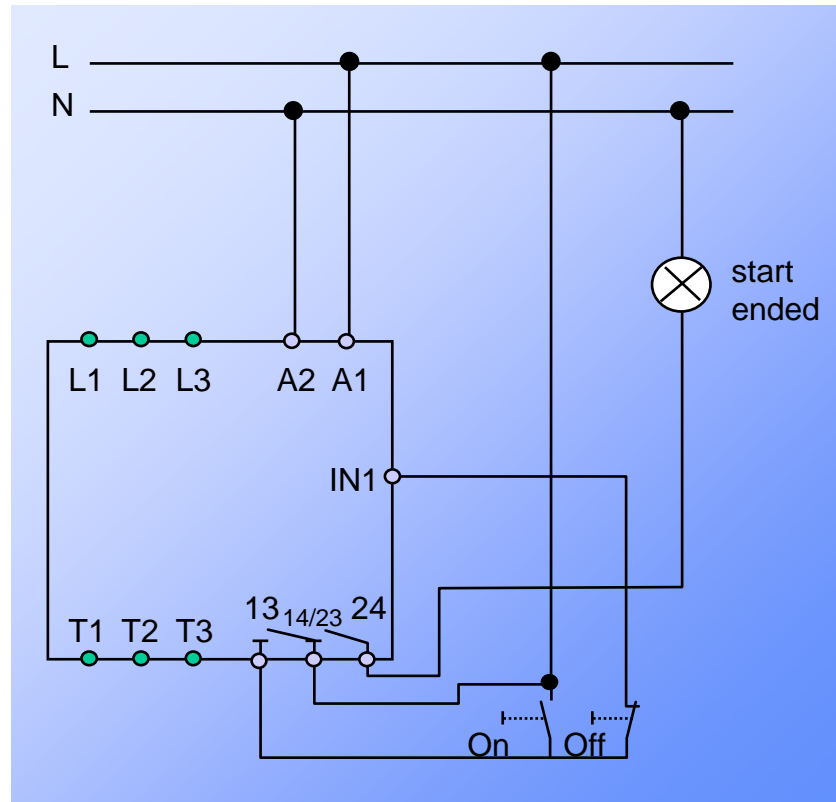 L
N
start
ended
L1 L2 L3 A2 A1
IN1
13 14/23 24
T1 T2 T3
On Off